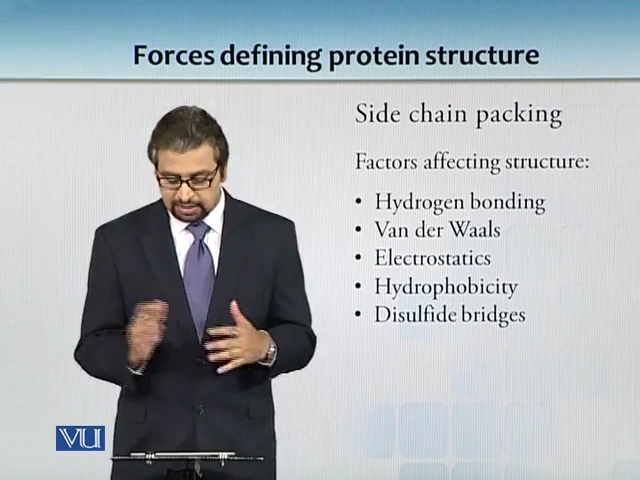 Forces defining protein structure
Side chain packing
Factors affecting structure:
• Hydrogen bonding
• Van der Waals
• Electrostatics
• Hydrophobicity
• Disulfide bridges
VU